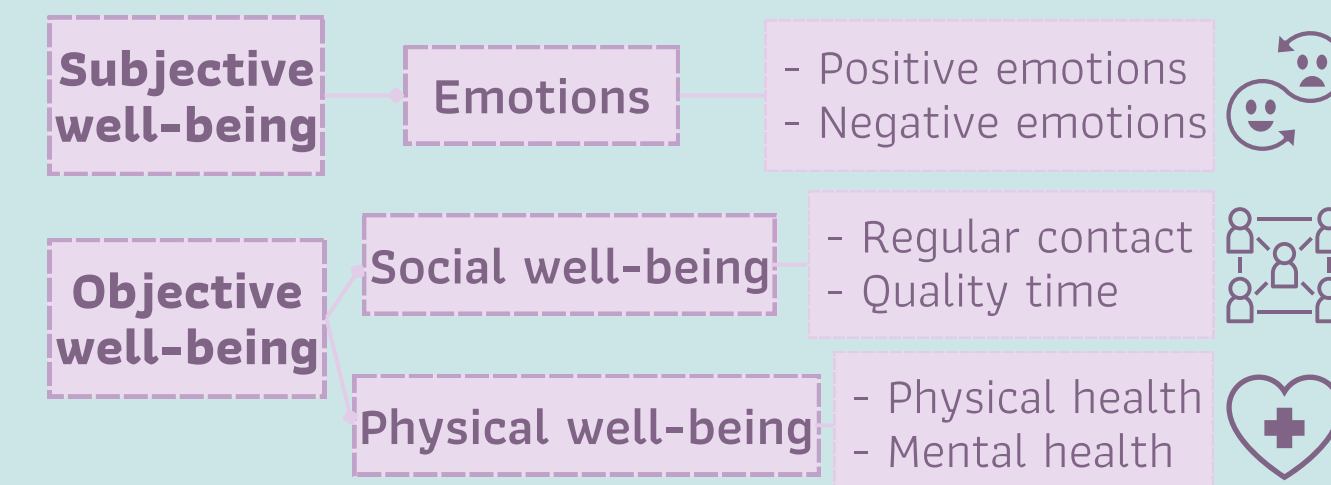 Subjective
well-being
Emotions
- Positive emotions
- Negative emotions
Objective
well-being
Social well-being
- Regular contact
- Quality time
Physical well-being
- Physical health
- Mental health